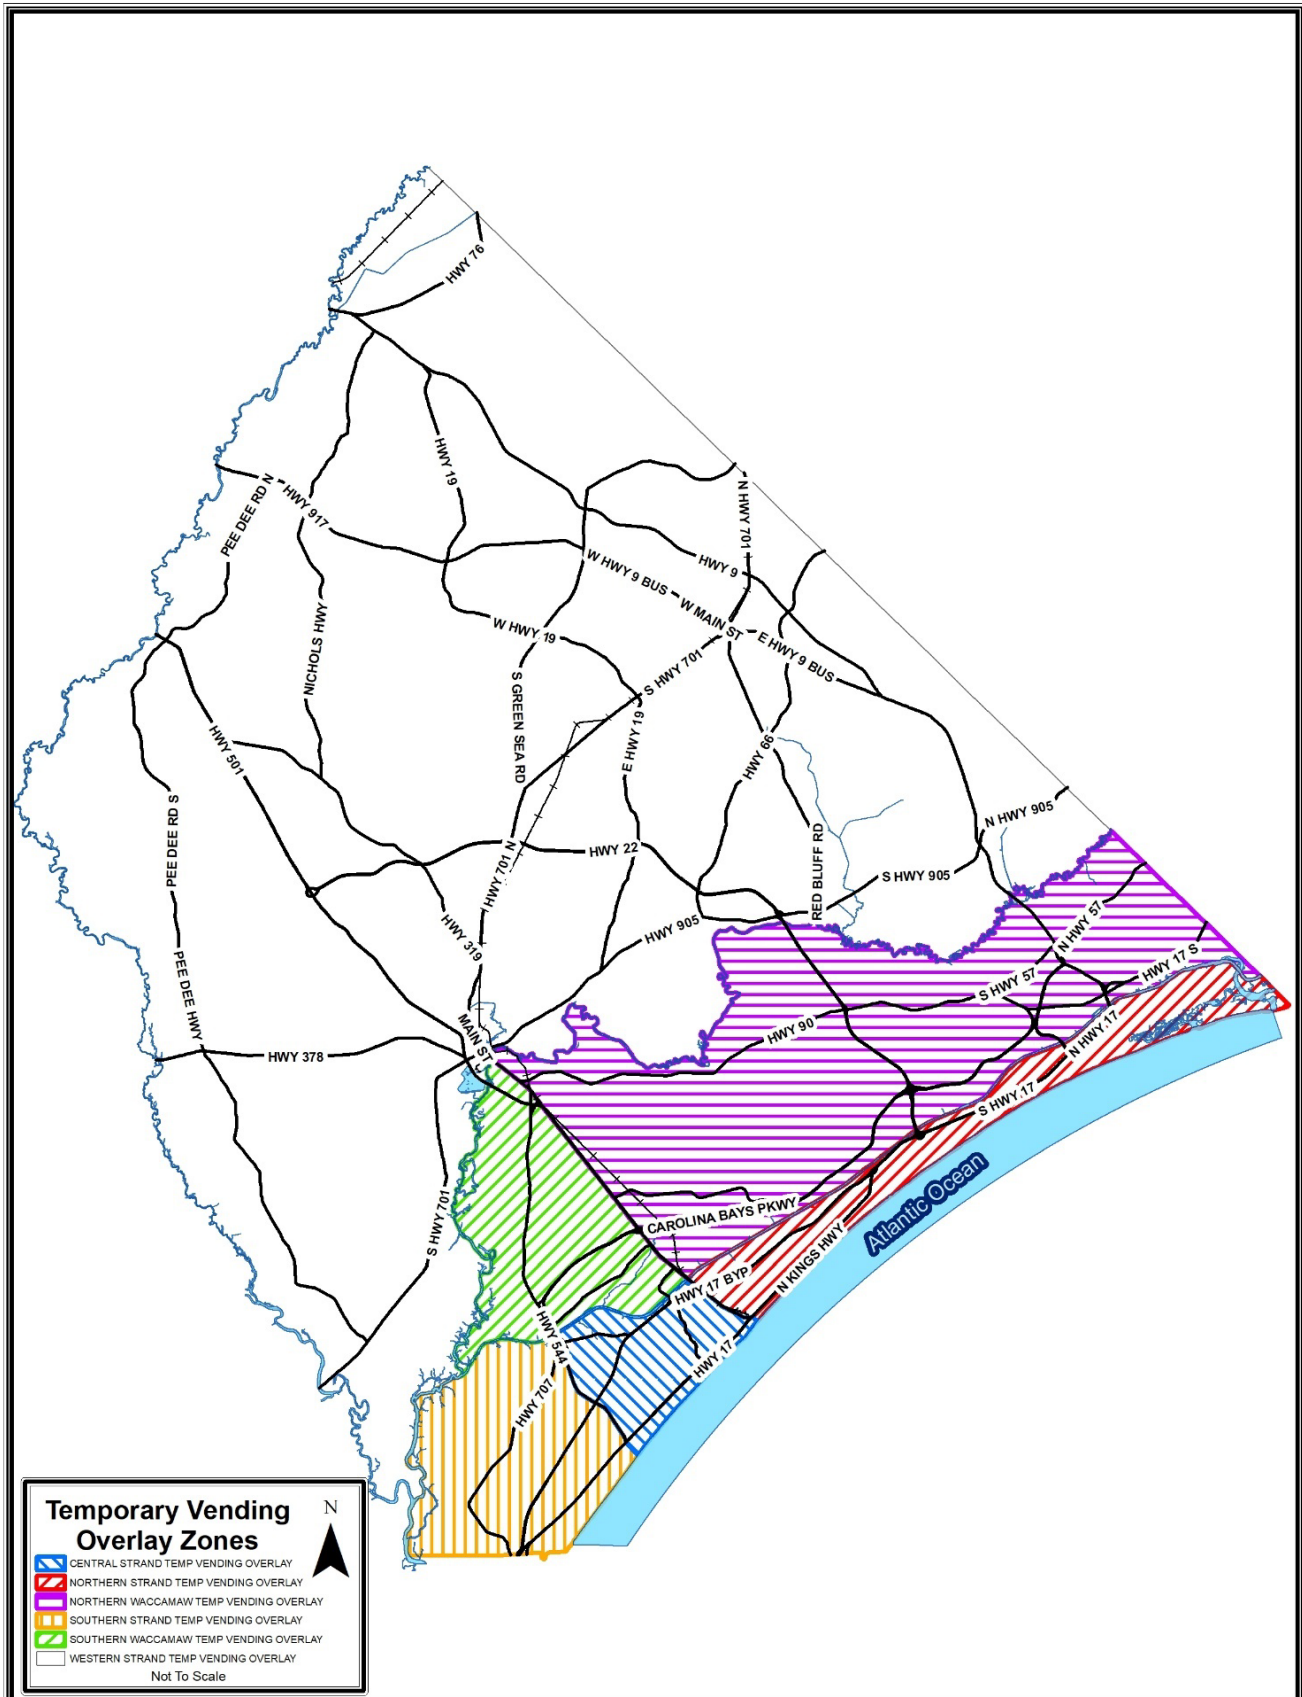 HWY 76
HWY 19
N HWY 701
PEE DEE RD N
HWY 917
HWY 9
W HWY 9 BUS
W MAIN ST
E HWY 9 BUS
NICHOLS HWY
W HWY 19
S HWY 701
S GREEN SEA RD
E HWY 19
HWY 66
HWY 501
N HWY 905
PEE DEE RD S
HWY 22
RED BLUFF RD
S HWY 905
HWY 701 N
HWY 319
HWY 905
N HWY 57
PEE DEE HWY
S HWY 57
HWY 17 S
MAIN ST
HWY 90
N HWY 17
HWY 378
S HWY 17
Atlantic Ocean
S HWY 701
CAROLINA BAYS PKWY
N KINGS HWY
HWY 17 BYP
HWY 544
HWY 17
HWY 707
Temporary Vending
Overlay Zones
N
CENTRAL STRAND TEMP VENDING OVERLAY
NORTHERN STRAND TEMP VENDING OVERLAY
NORTHERN WACCAMAW TEMP VENDING OVERLAY
SOUTHERN STRAND TEMP VENDING OVERLAY
SOUTHERN WACCAMAW TEMP VENDING OVERLAY
WESTERN STRAND TEMP VENDING OVERLAY
Not To Scale